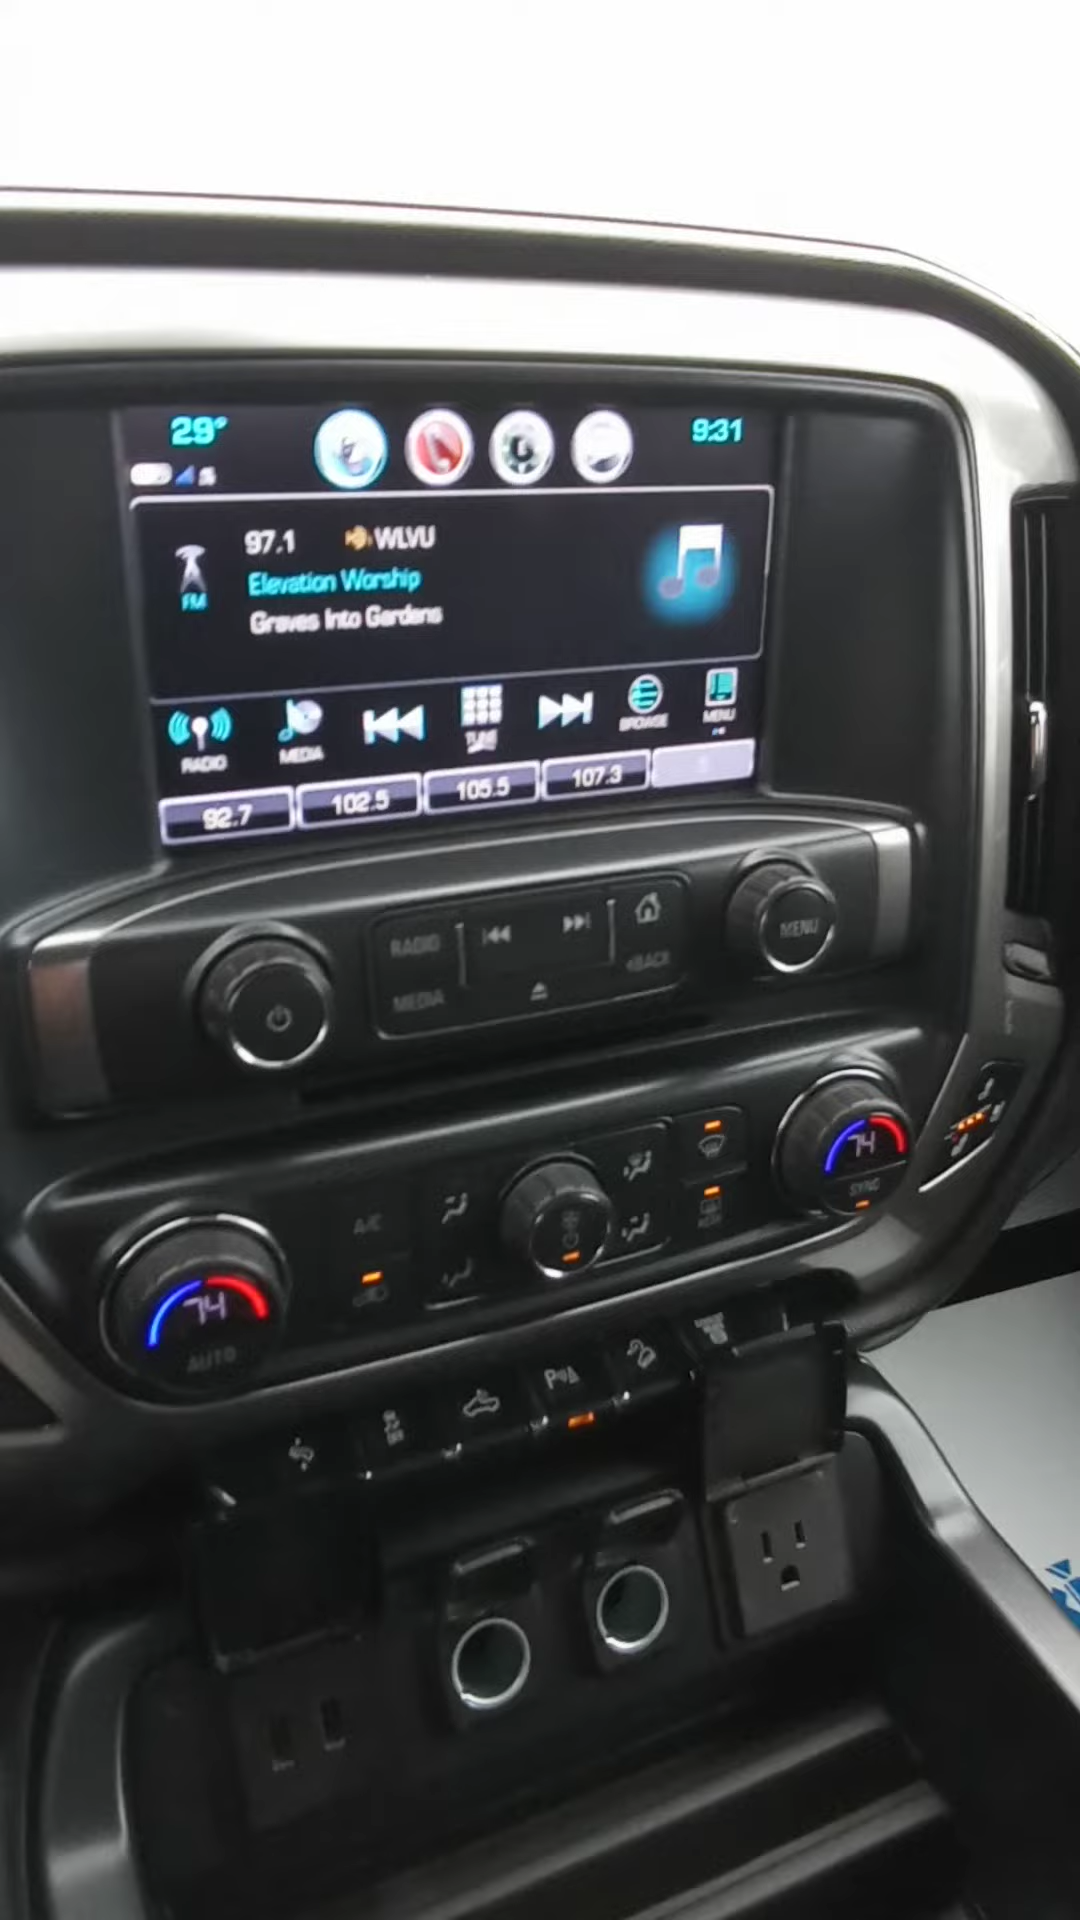 29°
9:31
97.1
WLVU
FM
Elevation Worship
Graves Into Gardens
RADIO
MEDIA
TUNE
BROWSE
MENU
92.7
102.5
105.5
107.3
RADIO
MEDIA
BACK
MENU
74
SYNC
A/C
74
AUTO